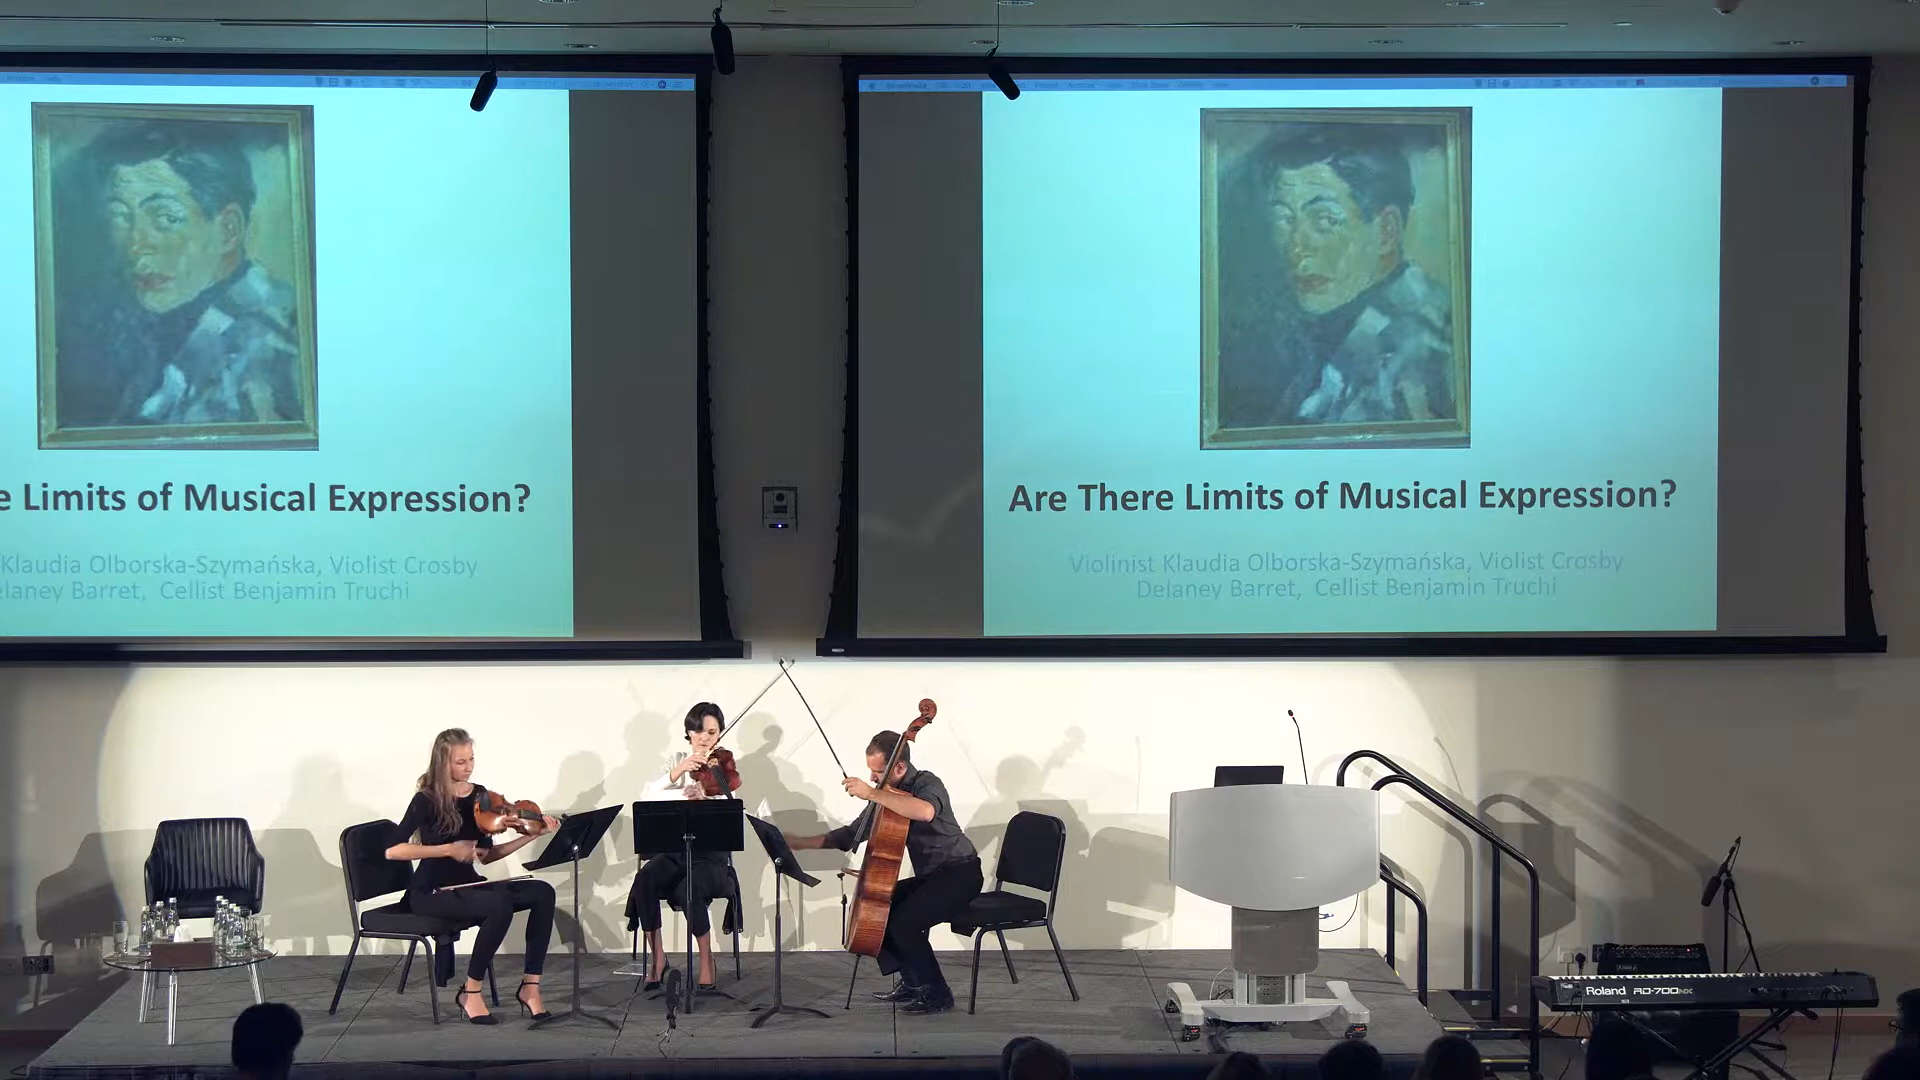 e Limits of Musical Expression?
Klaudia Olborska-Szymańska, Violist Crosby
elaney Barret, Cellist Benjamin Truchi
Are There Limits of Musical Expression?
Violinist Klaudia Olborska-Szymańska, Violist Crosby
Delaney Barret, Cellist Benjamin Truchi
Roland RD-700NX